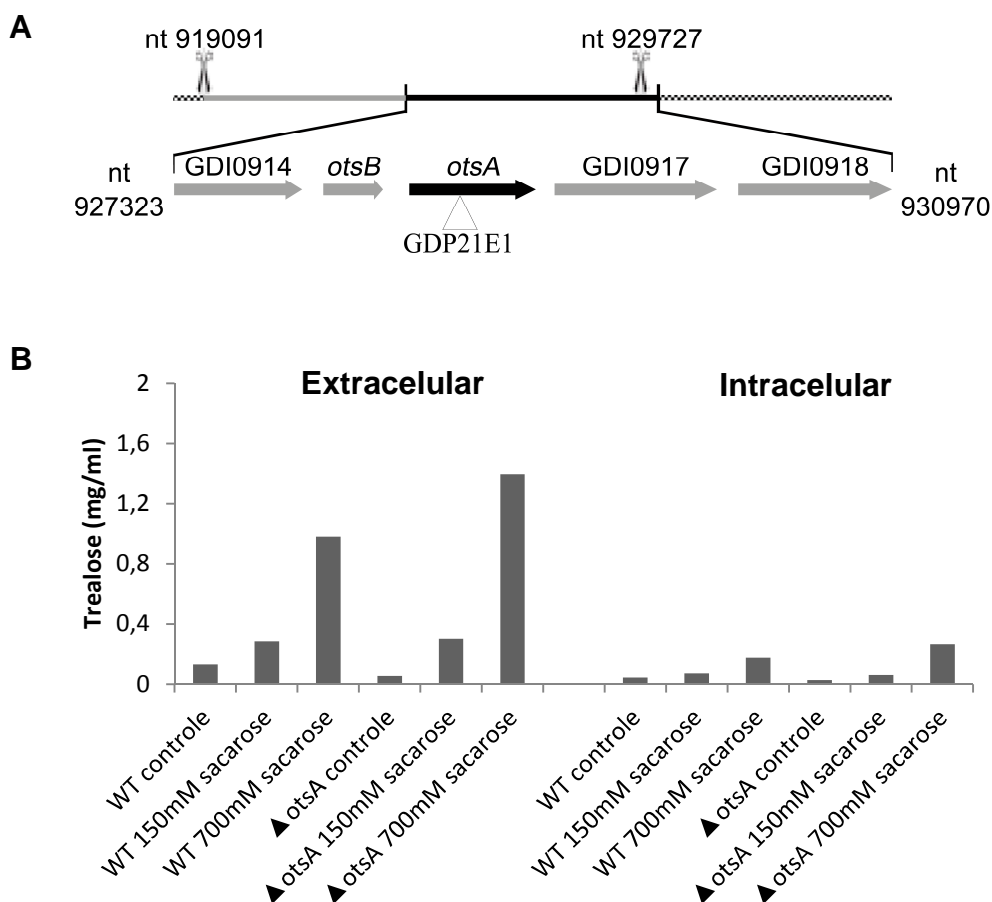 A
nt 919091
nt 929727
GDI0914
otsB
otsA
GDI0917
GDI0918
nt
927323
nt
930970
GDP21E1
B
Extracelular
Intracelular
Trealose (mg/ml)
2
1,6
1,2
0,8
0,4
0
WT controle
WT 150mM sacarose
WT 700mM sacarose
▲otsA controle
▲otsA 150mM sacarose
▲otsA 700mM sacarose
WT controle
WT 150mM sacarose
WT 700mM sacarose
▲otsA controle
▲otsA 150mM sacarose
▲otsA 700mM sacarose